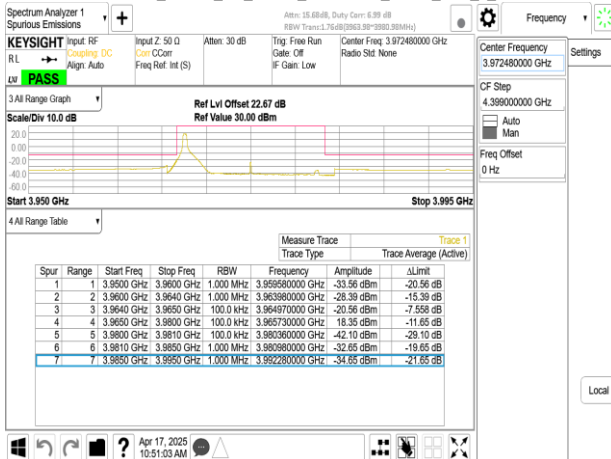 Spectrum Analyzer 1
Spurious Emissions
+
Attn: 15.68dB, Duty Corr: 6.99 dB
RBW Trans:1.76dB(3963.98~3980.98MHz)
Frequency
KEYSIGHT
RL
LXI
PASS
Input: RF
Coupling: DC
Align: Auto
Input Z: 50 Ω
Corr CCorr
Freq Ref: Int (S)
Atten: 30 dB
Trig: Free Run
Gate: Off
IF Gain: Low
Center Freq: 3.972480000 GHz
Radio Std: None
Center Frequency
3.972480000 GHz
Settings
CF Step
4.399000000 GHz
Auto
Man
Freq Offset
0 Hz
3 All Range Graph
Scale/Div 10.0 dB
Ref Lvl Offset 22.67 dB
Ref Value 30.00 dBm
20.0
0.00
-20.0
-40.0
-60.0
Start 3.950 GHz
Stop 3.995 GHz
4 All Range Table
Measure Trace Trace 1
Trace Type Trace Average (Active)
Spur Range Start Freq Stop Freq RBW Frequency Amplitude ΔLimit
1 1 3.9500 GHz 3.9600 GHz 1.000 MHz 3.959580000 GHz -33.56 dBm -20.56 dB
2 2 3.9600 GHz 3.9640 GHz 1.000 MHz 3.963980000 GHz -28.39 dBm -15.39 dB
3 3 3.9640 GHz 3.9650 GHz 100.0 kHz 3.964970000 GHz -20.56 dBm -7.558 dB
4 4 3.9650 GHz 3.9800 GHz 100.0 kHz 3.965730000 GHz 18.35 dBm -11.65 dB
5 5 3.9800 GHz 3.9810 GHz 100.0 kHz 3.980360000 GHz -42.10 dBm -29.10 dB
6 6 3.9810 GHz 3.9850 GHz 1.000 MHz 3.980980000 GHz -32.65 dBm -19.65 dB
7 7 3.9850 GHz 3.9950 GHz 1.000 MHz 3.992280000 GHz -34.65 dBm -21.65 dB
Local
?
Apr 17, 2025
10:51:03 AM